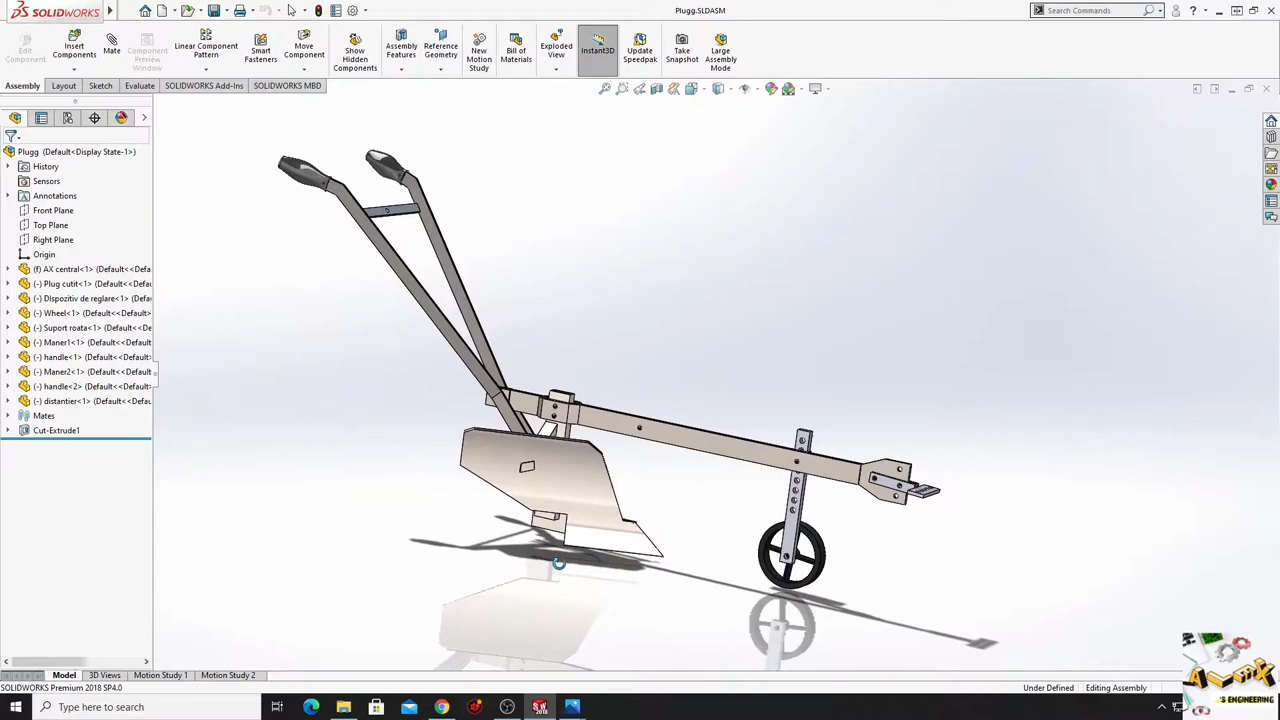 SOLIDWORKS
Plugg.SLDASM
Search Commands
Edit Component
Insert Components
Mate
Component Preview Window
Linear Component Pattern
Smart Fasteners
Move Component
Show Hidden Components
Assembly Features
Reference Geometry
New Motion Study
Bill of Materials
Exploded View
Instant3D
Update Speedpak
Take Snapshot
Large Assembly Mode
Assembly
Layout
Sketch
Evaluate
SOLIDWORKS Add-Ins
SOLIDWORKS MBD
Plugg (Default<Display State-1>)
History
Sensors
Annotations
Front Plane
Top Plane
Right Plane
Origin
(f) AX central<1> (Default<<Defa
(-) Plug cutit<1> (Default<<Defau
(-) DIspozitiv de reglare<1> (Defa
(-) Wheel<1> (Default<<Default>
(-) Suport roata<1> (Default<<De
(-) Maner1<1> (Default<<Default
(-) handle<1> (Default<<Default>
(-) Maner2<1> (Default<<Default
(-) handle<2> (Default<<Default>
(-) distantier<1> (Default<<Defau
Mates
Cut-Extrude1
Model
3D Views
Motion Study 1
Motion Study 2
SOLIDWORKS Premium 2018 SP4.0
Under Defined
Editing Assembly
Type here to search
'S ENGINEERING